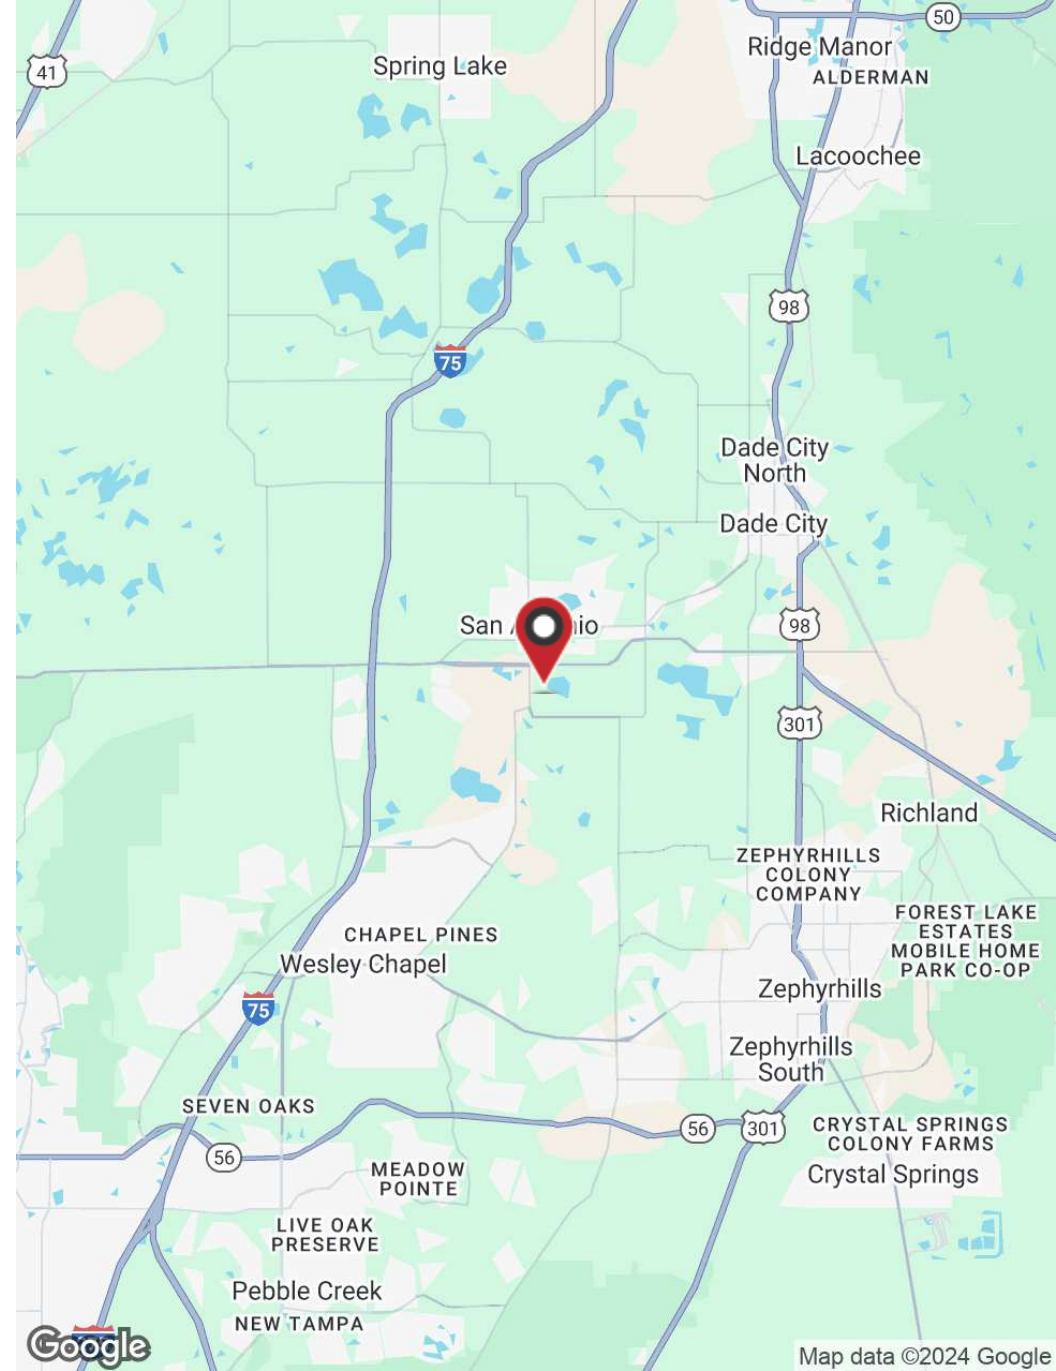 50
Ridge Manor
41
Spring Lake
ALDERMAN
Lacoochee
98
75
Dade City
North
Dade City
San
nio
98
301
Richland
ZEPHYRHILLS
COLONY
COMPANY
FOREST LAKE
ESTATES
MOBILE HOME
PARK CO-OP
CHAPEL PINES
Wesley Chapel
Zephyrhills
75
Zephyrhills
South
SEVEN OAKS
56
301
CRYSTAL SPRINGS
COLONY FARMS
56
Crystal Springs
MEADOW
POINTE
LIVE OAK
PRESERVE
Pebble Creek
NEW TAMPA
Google
Map data ©2024 Google